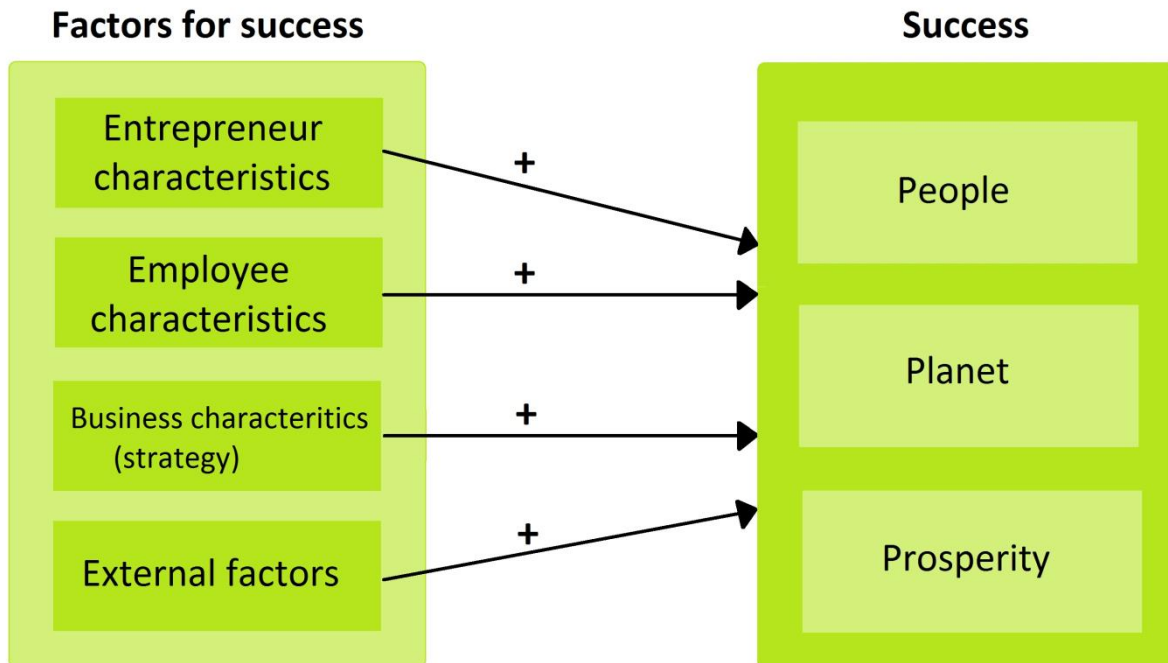 Factors for success
Success
Entrepreneur
characteristics
+
People
Employee
characteristics
+
Planet
Business characteritics
(strategy)
+
External factors
+
Prosperity